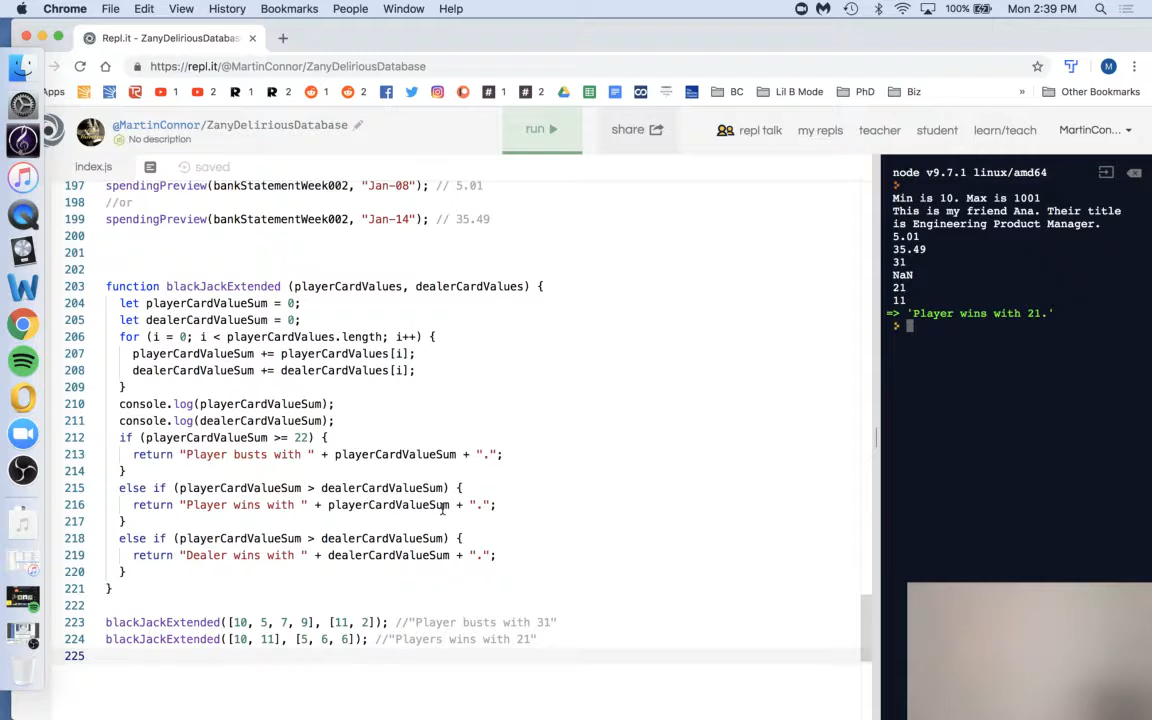 Chrome File Edit View History Bookmarks People Window Help 100% Mon 2:39 PM
Repl.it - ZanyDeliriousDatabas
https://repl.it/@MartinConnor/ZanyDeliriousDatabase M
Apps 1 2 R 1 R 2 1 2 # 1 # 2 BC Lil B Mode PhD Biz » Other Bookmarks
@MartinConnor/ZanyDeliriousDatabase
No description
run share repl talk my repls teacher student learn/teach MartinCon...
index.js saved
197 spendingPreview(bankStatementWeek002, "Jan-08"); // 5.01
198 //or
199 spendingPreview(bankStatementWeek002, "Jan-14"); // 35.49
200
201
202
203 function blackJackExtended (playerCardValues, dealerCardValues) {
204 let playerCardValueSum = 0;
205 let dealerCardValueSum = 0;
206 for (i = 0; i < playerCardValues.length; i++) {
207 playerCardValueSum += playerCardValues[i];
208 dealerCardValueSum += dealerCardValues[i];
209 }
210 console.log(playerCardValueSum);
211 console.log(dealerCardValueSum);
212 if (playerCardValueSum >= 22) {
213 return "Player busts with " + playerCardValueSum + ".";
214 }
215 else if (playerCardValueSum > dealerCardValueSum) {
216 return "Player wins with " + playerCardValueSum + ".";
217 }
218 else if (playerCardValueSum > dealerCardValueSum) {
219 return "Dealer wins with " + dealerCardValueSum + ".";
220 }
221 }
222
223 blackJackExtended([10, 5, 7, 9], [11, 2]); //"Player busts with 31"
224 blackJackExtended([10, 11], [5, 6, 6]); //"Players wins with 21"
225
node v9.7.1 linux/amd64
Min is 10. Max is 1001
This is my friend Ana. Their title
is Engineering Product Manager.
5.01
35.49
31
NaN
21
11
=> 'Player wins with 21.'